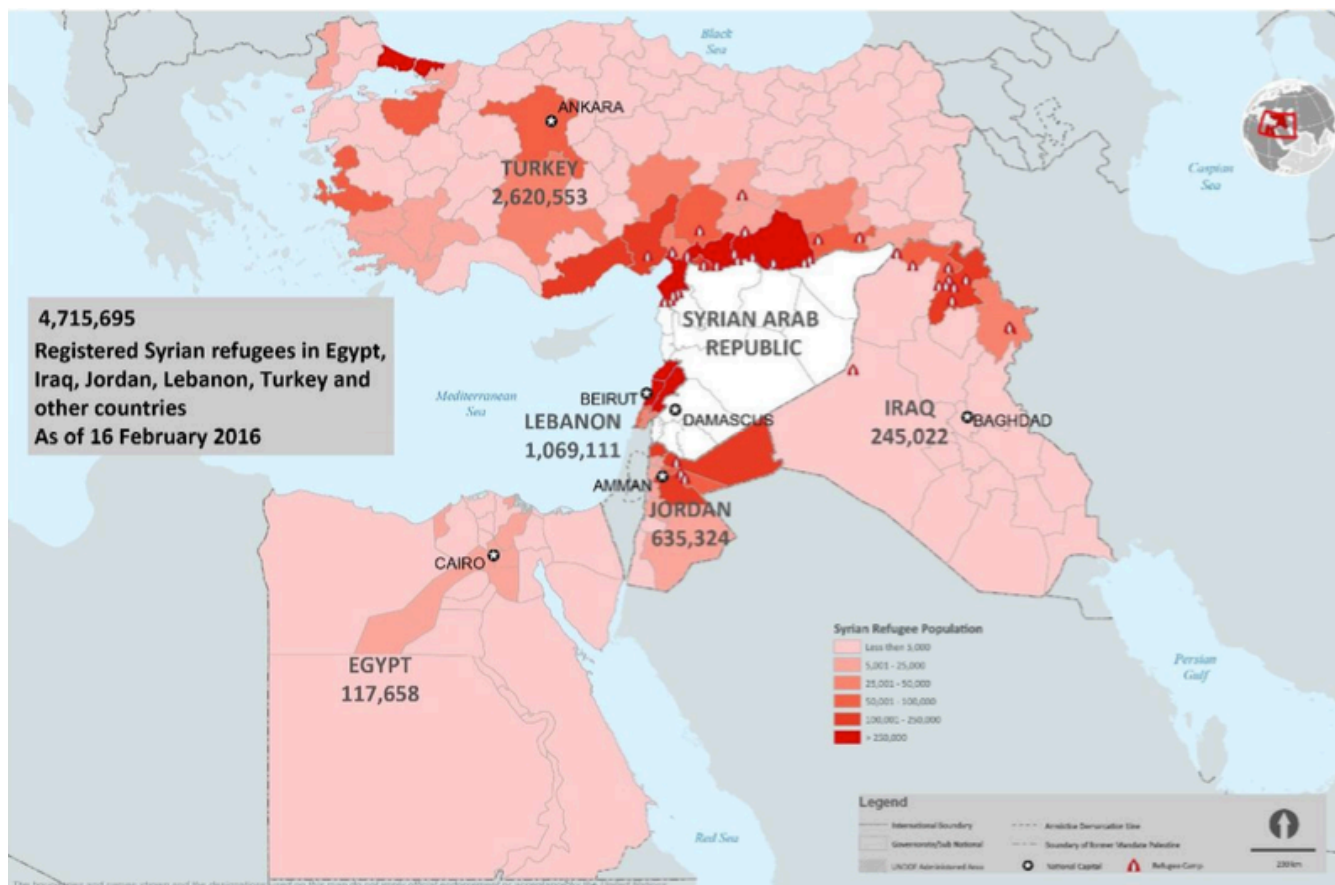 Black
Sea
ANKARA
TURKEY
2,620,553
Caspian
Sea
4,715,695
Registered Syrian refugees in Egypt,
Iraq, Jordan, Lebanon, Turkey and
other countries
As of 16 February 2016
SYRIAN ARAB
REPUBLIC
Mediterranean
Sea
BEIRUT
LEBANON
1,069,111
DAMASCUS
IRAQ
245,022
BAGHDAD
AMMAN
JORDAN
635,324
CAIRO
EGYPT
117,658
Syrian Refugee Population
Less then 5,000
5,001 - 25,000
25,001 - 50,000
50,001 - 100,000
100,001 - 250,000
> 250,000
Persian
Gulf
Red Sea
Legend
International Boundary
Armistice Demarcation Line
Governorate/Sub National
Boundary of former Mandate Palestine
UNDOF Administered Area
National Capital
Refugee Camp